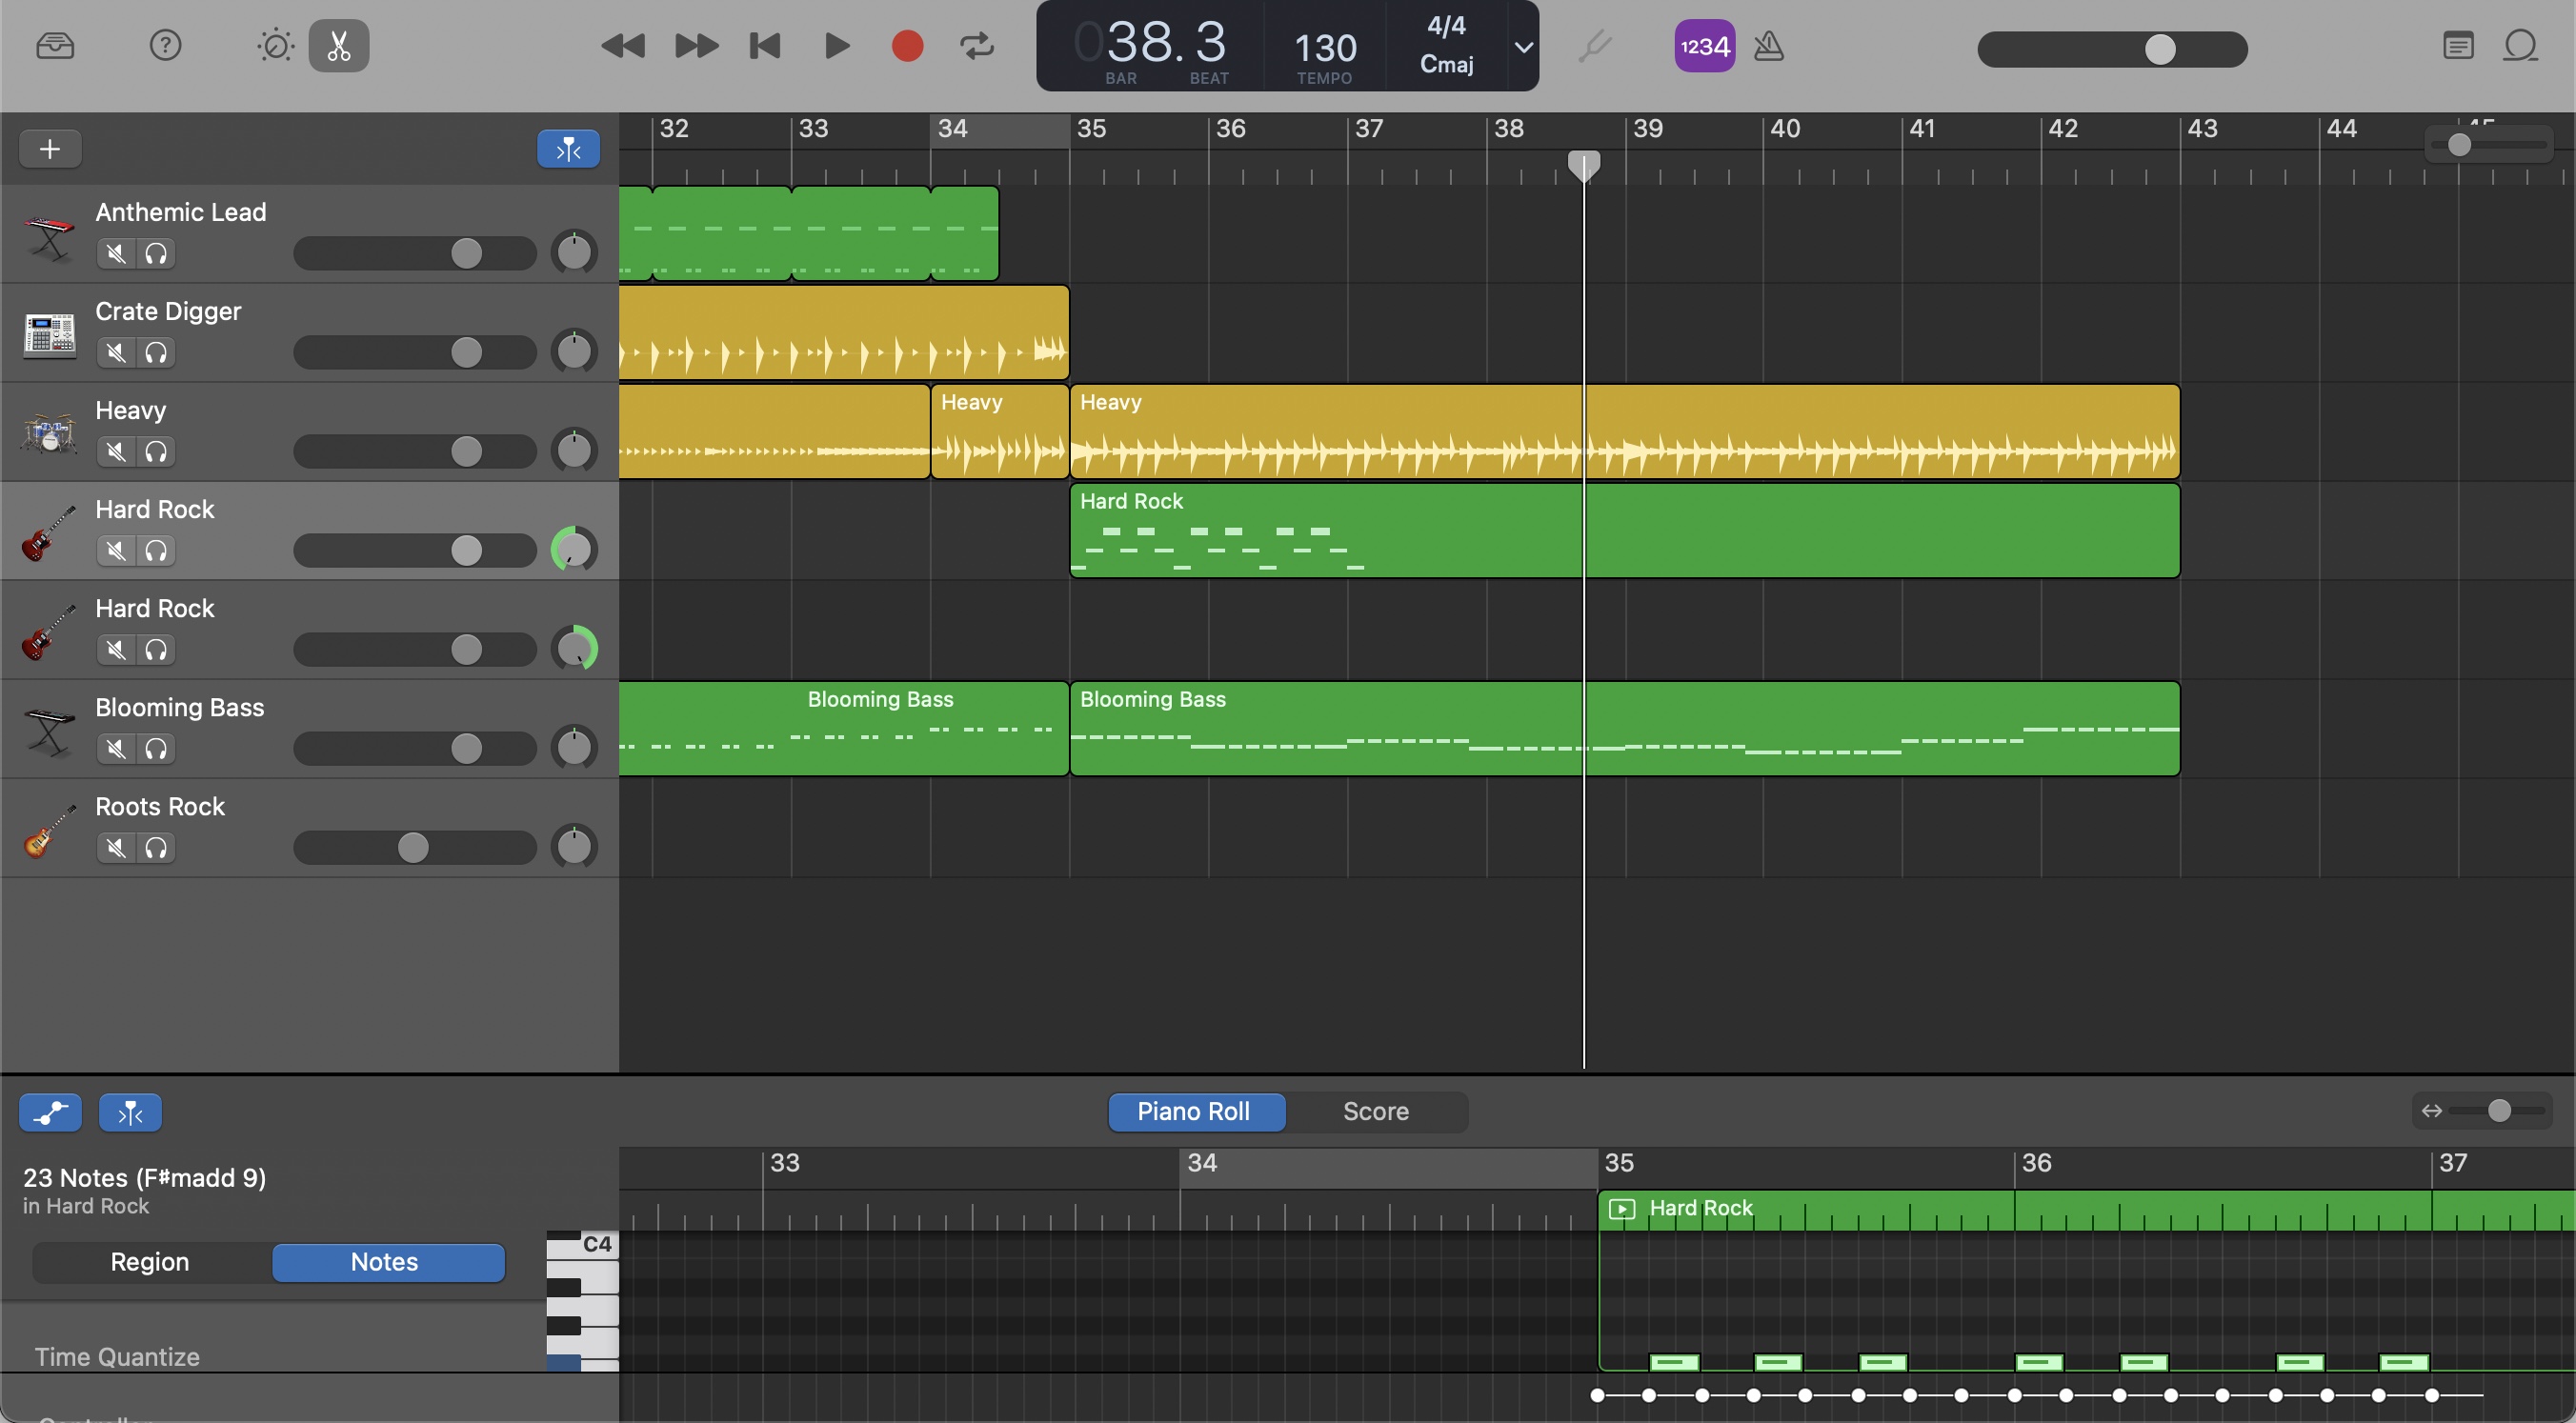 038. 3
BAR BEAT
130
TEMPO
4/4
Cmaj
1234
32 33 34 35 36 37 38 39 40 41 42 43 44
Anthemic Lead
Crate Digger
Heavy
Heavy Heavy
Hard Rock
Hard Rock
Hard Rock
Blooming Bass
Blooming Bass Blooming Bass
Roots Rock
Piano Roll Score
33 34 35 36 37
23 Notes (F#madd 9)
in Hard Rock
Hard Rock
Region Notes
C4
Time Quantize